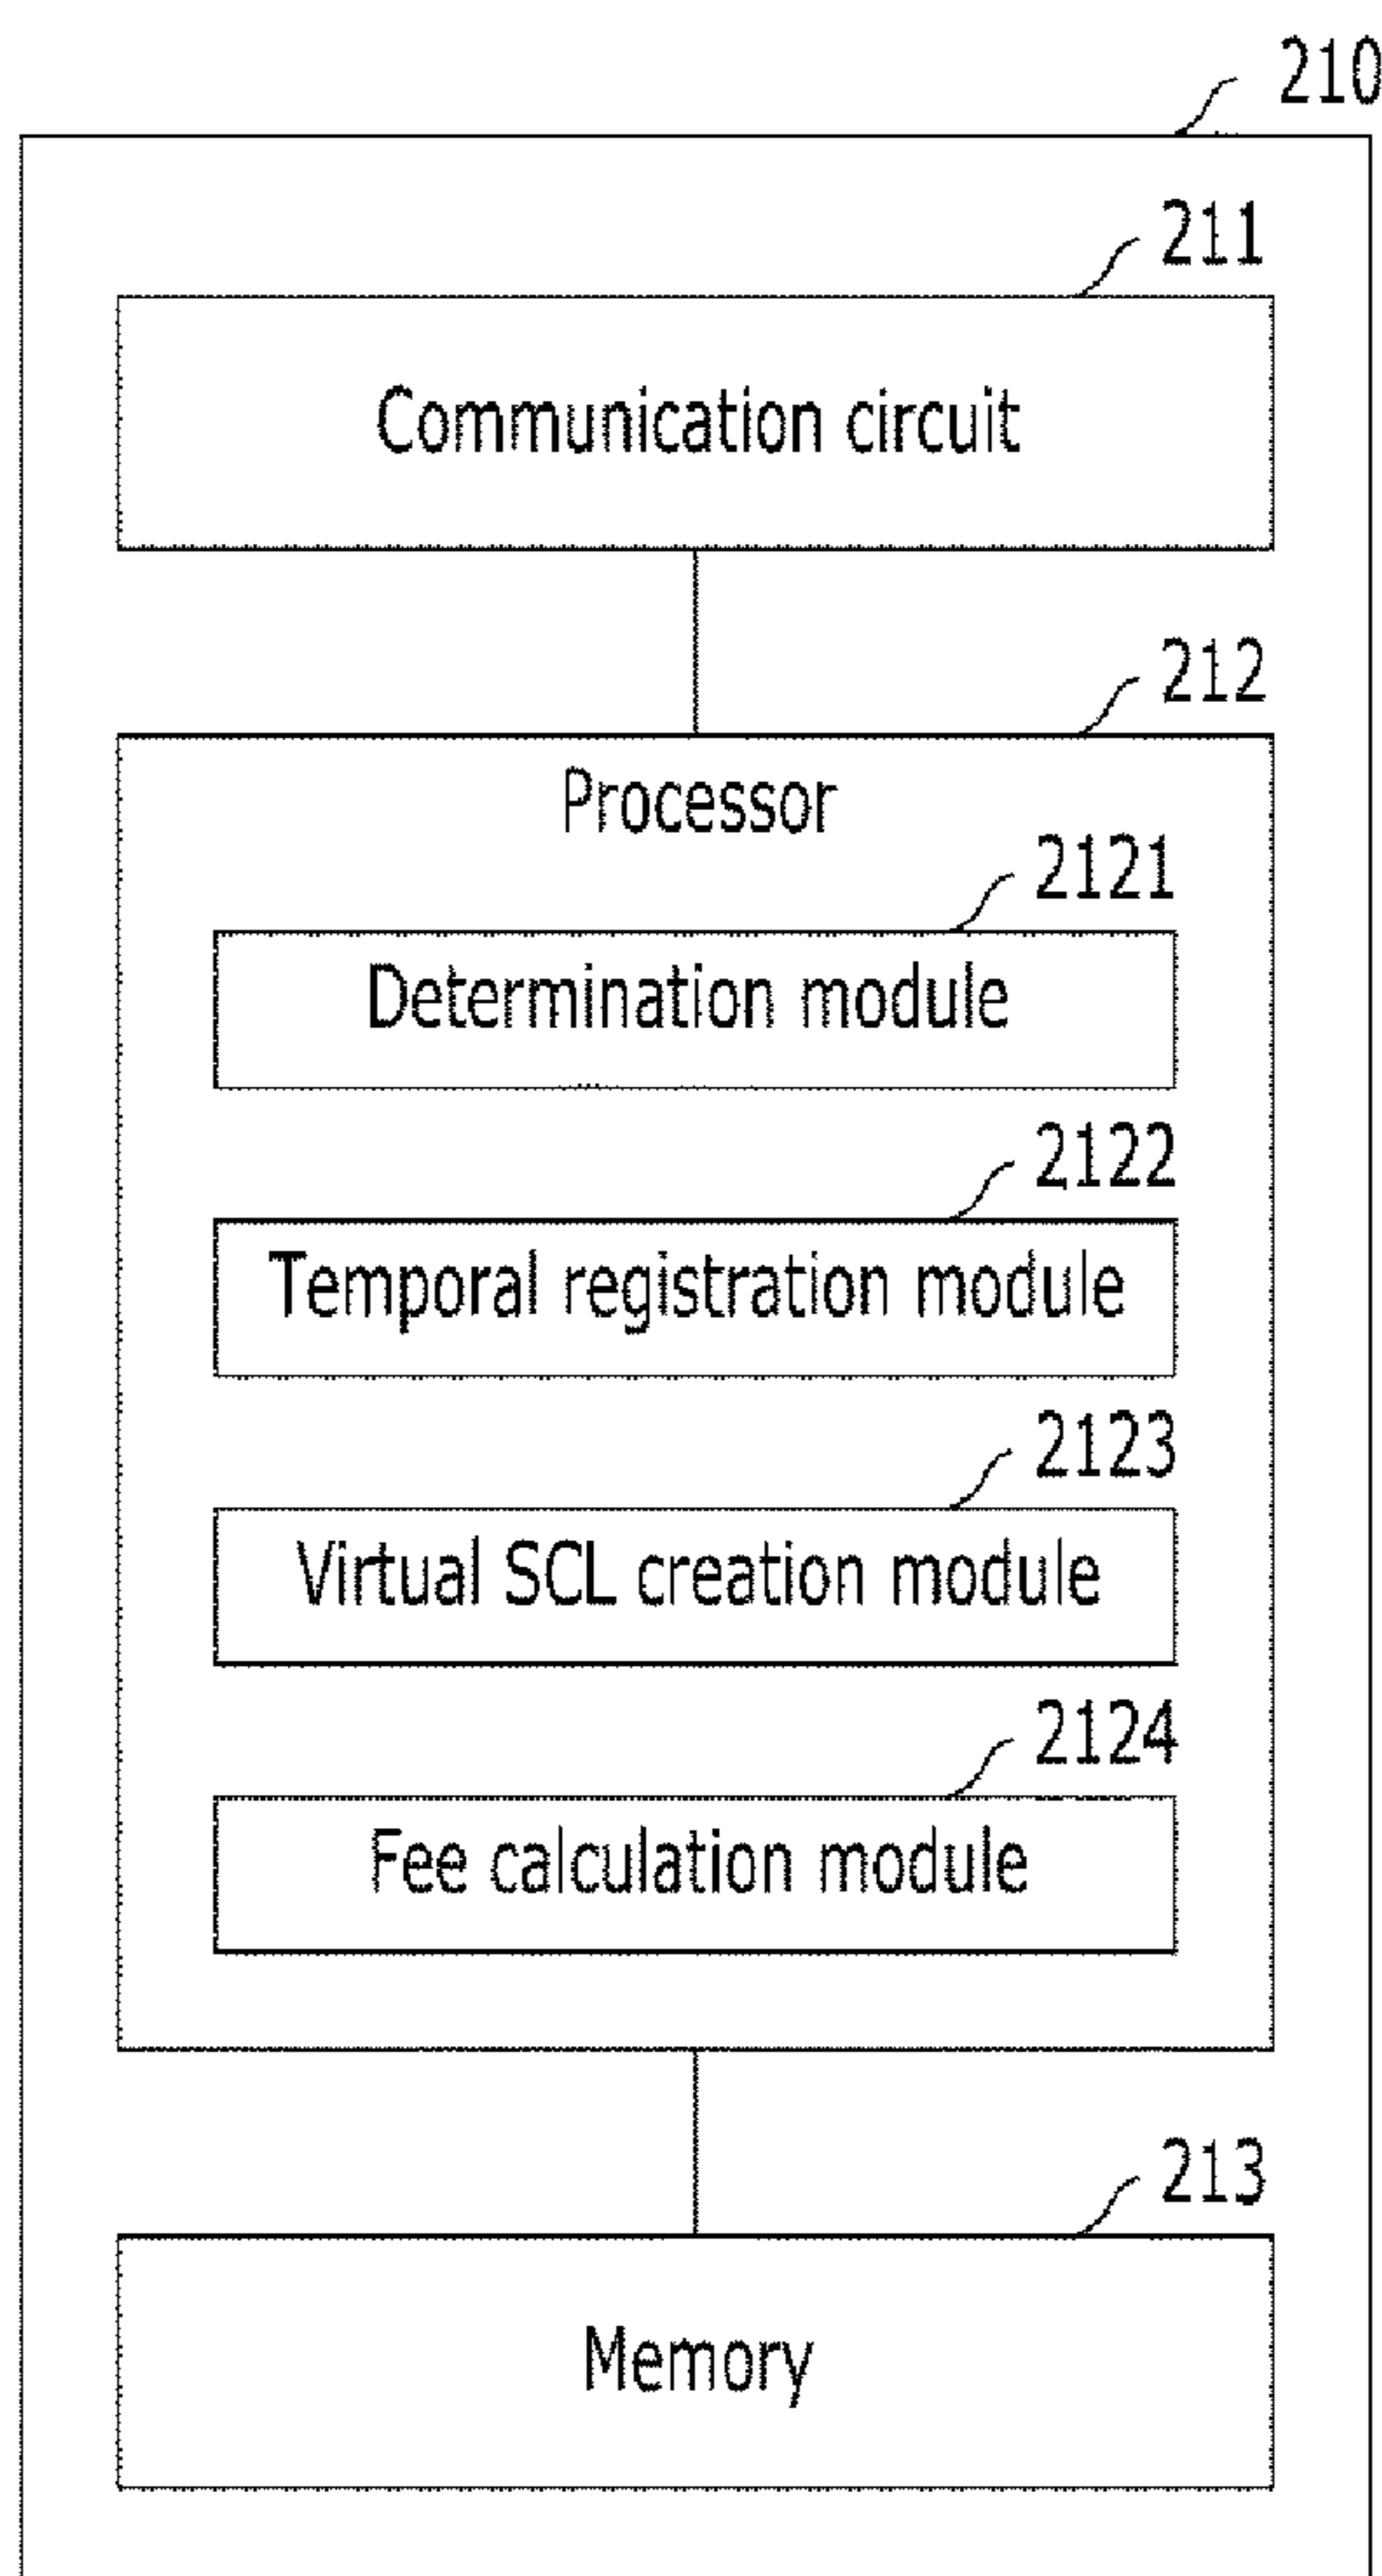 210
211
Communication circuit
212
Processor
2121
Determination module
2122
Temporal registration module
2123
Virtual SCL creation module
2124
Fee calculation module
213
Memory